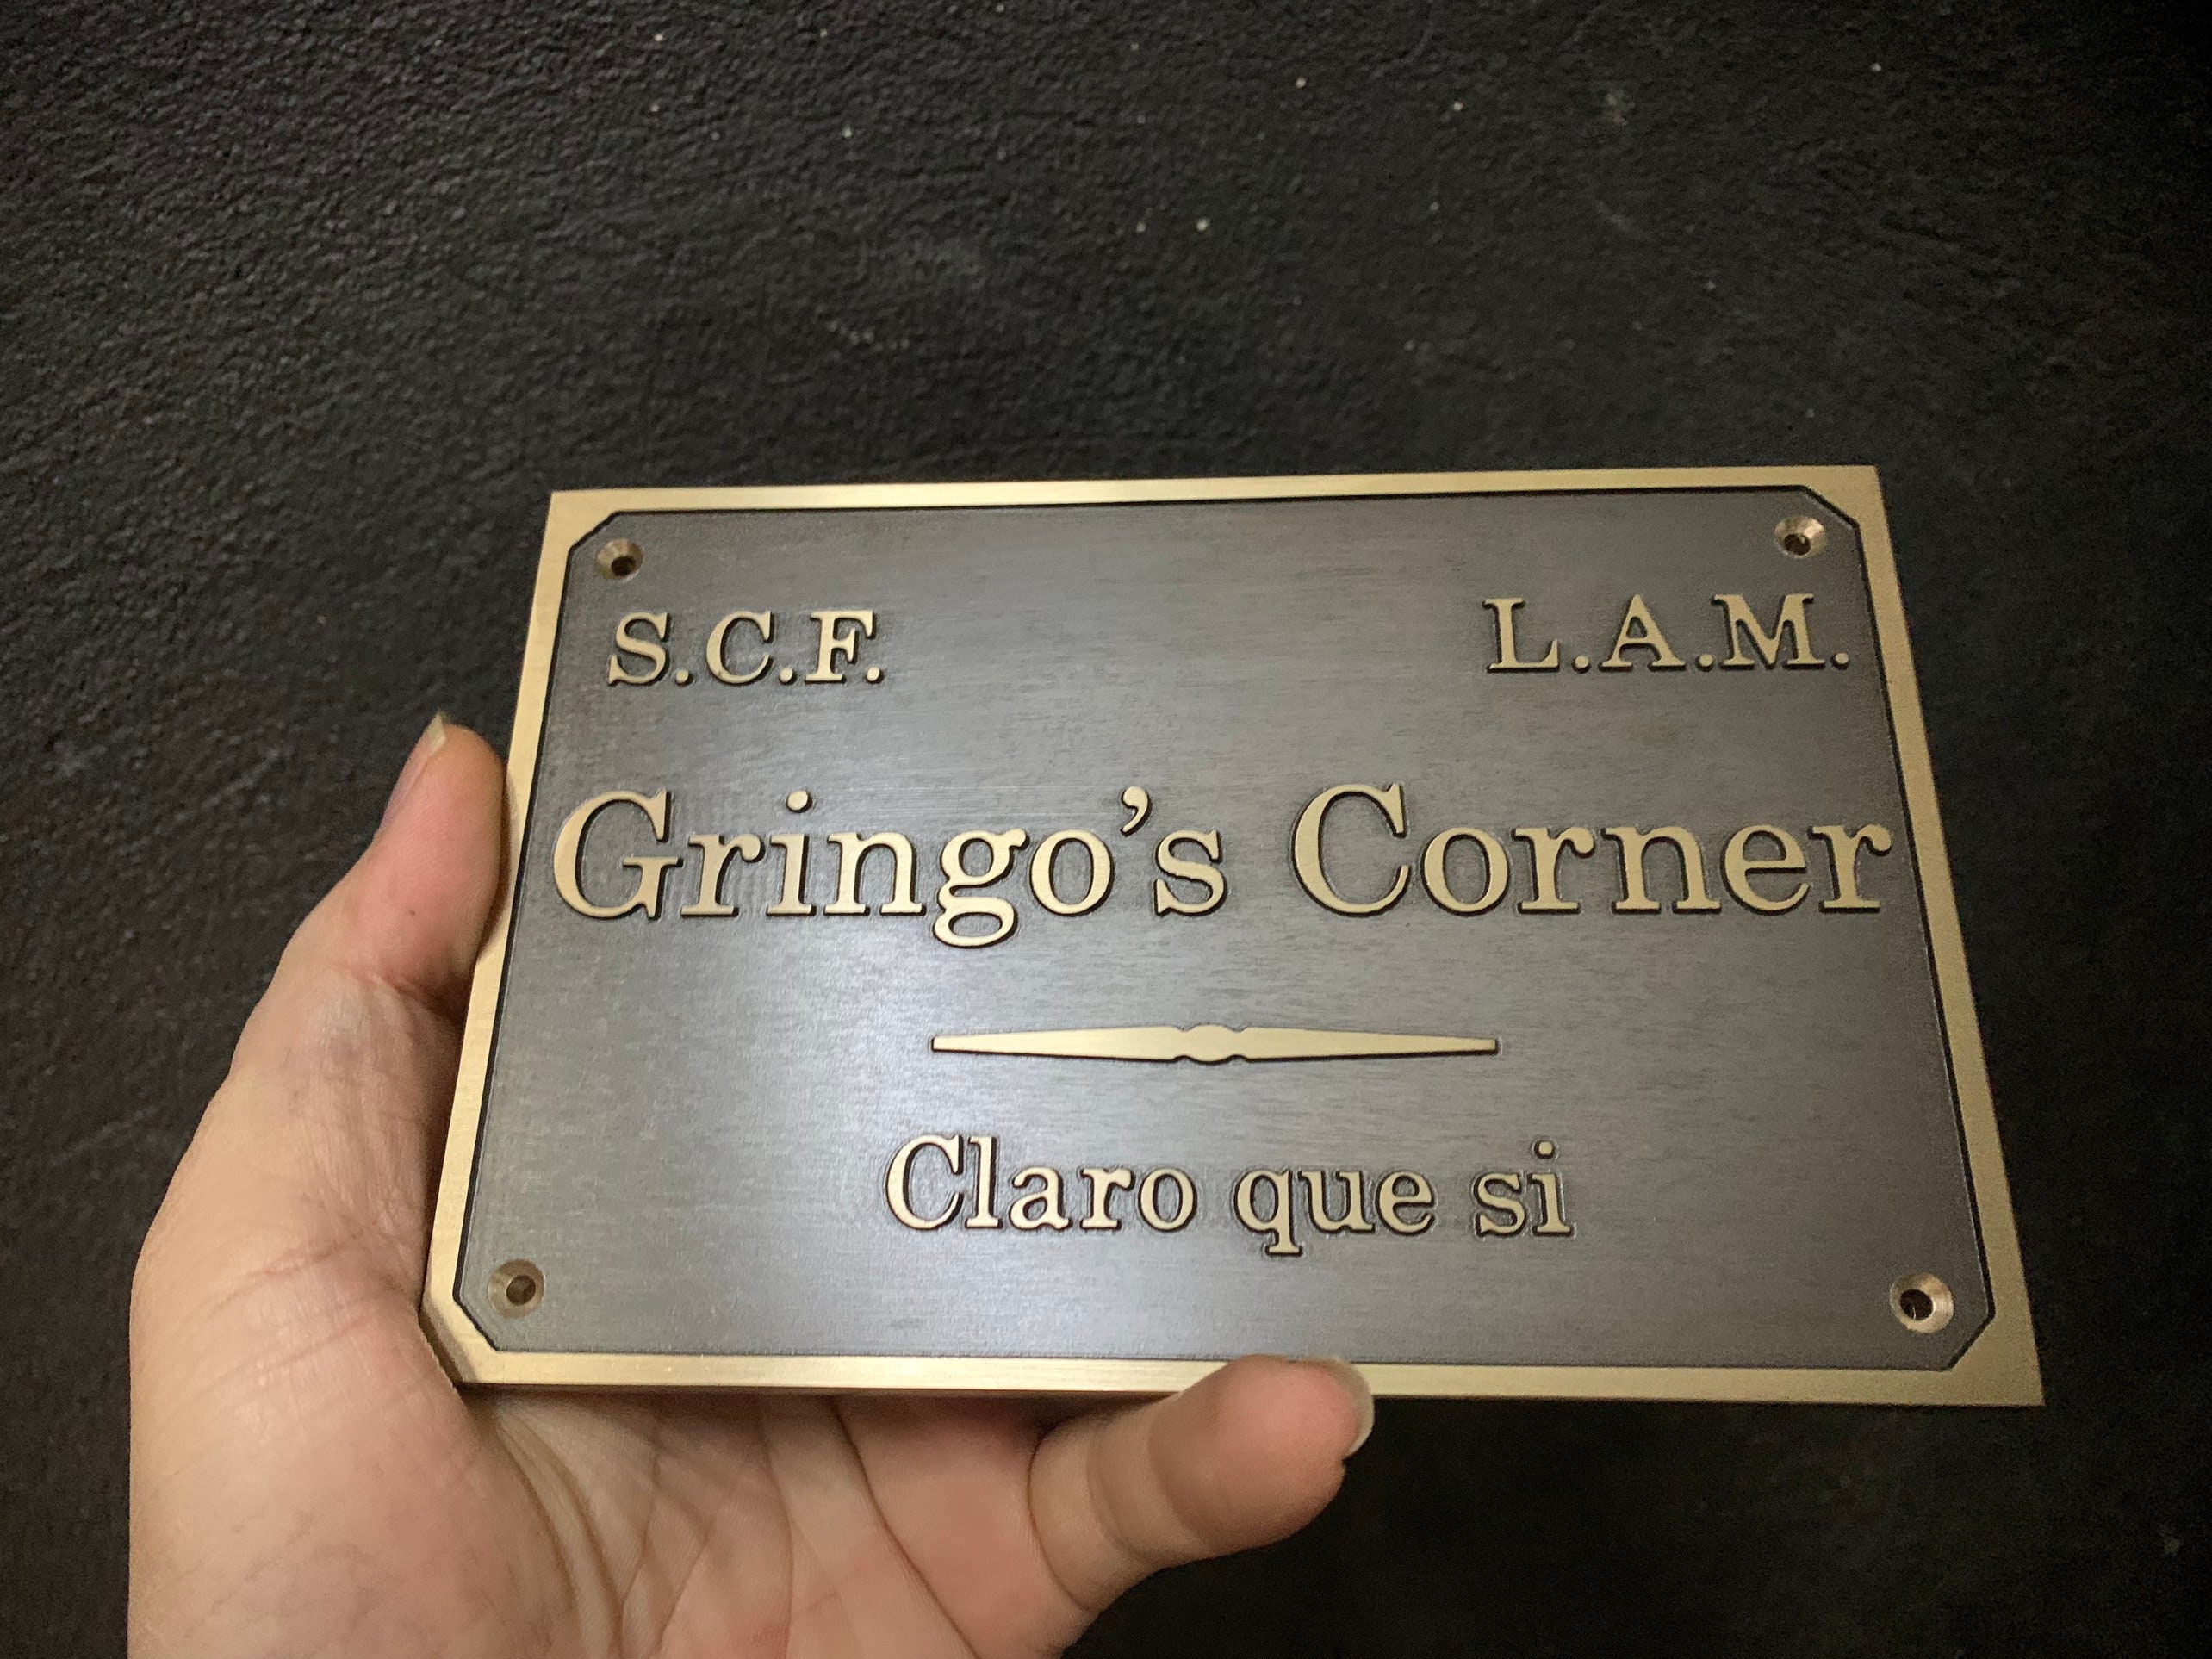 S.C.F. L.A.M.
Gringo’s Corner
Claro que si